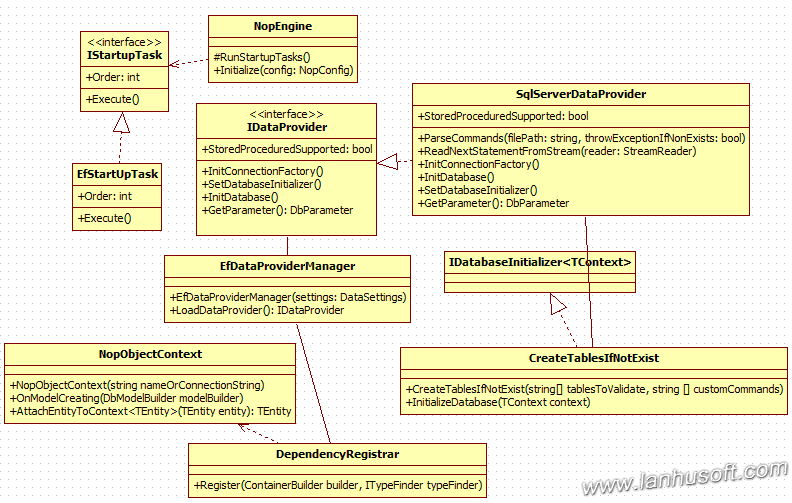 NopEngine
#RunStartupTasks()
+Initialize(config: NopConfig)
<<interface>>
IStartupTask
+Order: int
+Execute()
EfStartUpTask
+Order: int
+Execute()
<<interface>>
IDataProvider
+StoredProceduredSupported: bool
+InitConnectionFactory()
+SetDatabaseInitializer()
+InitDatabase()
+GetParameter(): DbParameter
SqlServerDataProvider
+StoredProceduredSupported: bool
+ParseCommands(filePath: string, throwExceptionIfNonExists: bool)
+ReadNextStatementFromStream(reader: StreamReader)
+InitConnectionFactory()
+InitDatabase()
+SetDatabaseInitializer()
+GetParameter(): DbParameter
EfDataProviderManager
+EfDataProviderManager(settings: DataSettings)
+LoadDataProvider(): IDataProvider
IDatabaseInitializer<TContext>
NopObjectContext
+NopObjectContext(string nameOrConnectionString)
+OnModelCreating(DbModelBuilder modelBuilder)
+AttachEntityToContext<TEntity>(TEntity entity): TEntity
CreateTablesIfNotExist
+CreateTablesIfNotExist(string[] tablesToValidate, string [] customCommands)
+InitializeDatabase(TContext context)
DependencyRegistrar
+Register(ContainerBuilder builder, ITypeFinder typeFinder)
www.lanhusoft.com